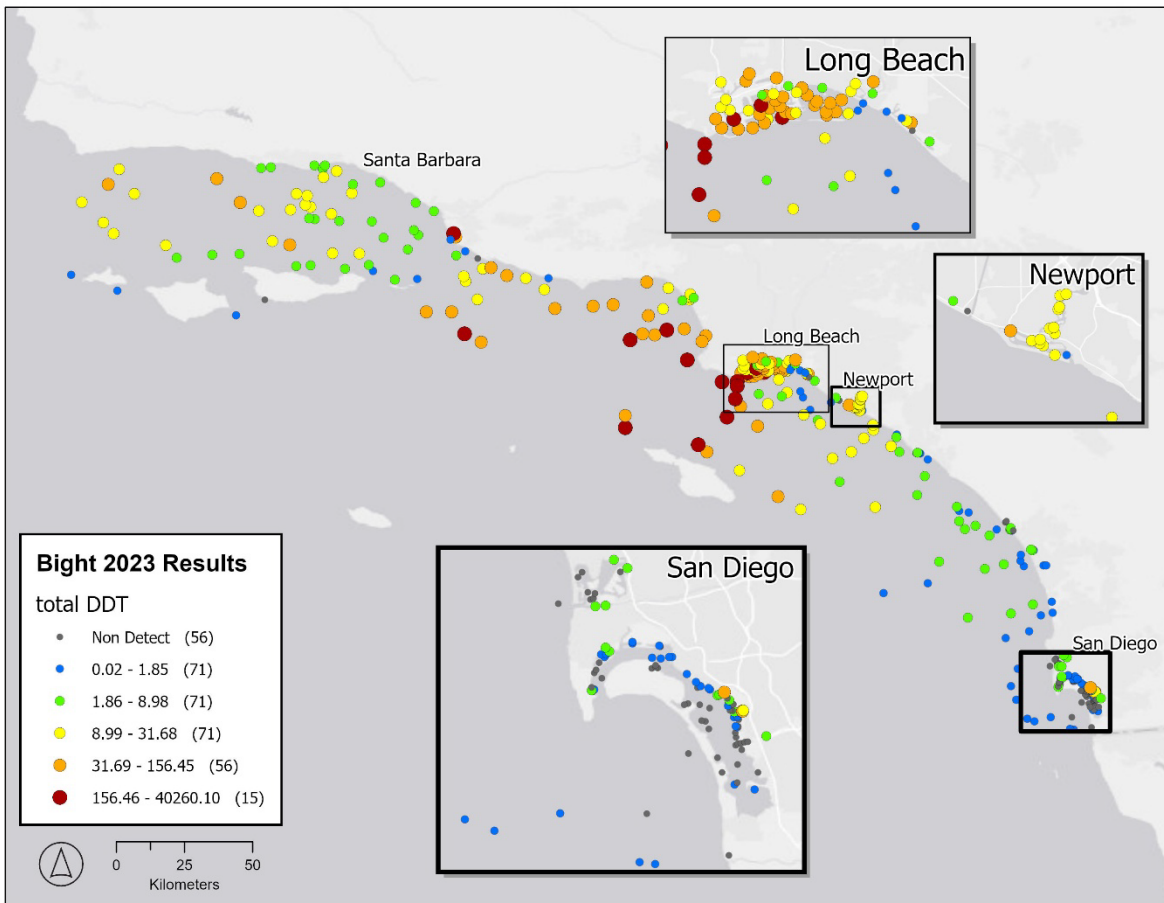 Long Beach
Santa Barbara
Newport
Long Beach
Newport
San Diego
San Diego
Bight 2023 Results
total DDT
Non Detect (56)
0.02 - 1.85 (71)
1.86 - 8.98 (71)
8.99 - 31.68 (71)
31.69 - 156.45 (56)
156.46 - 40260.10 (15)
0 25 50
Kilometers